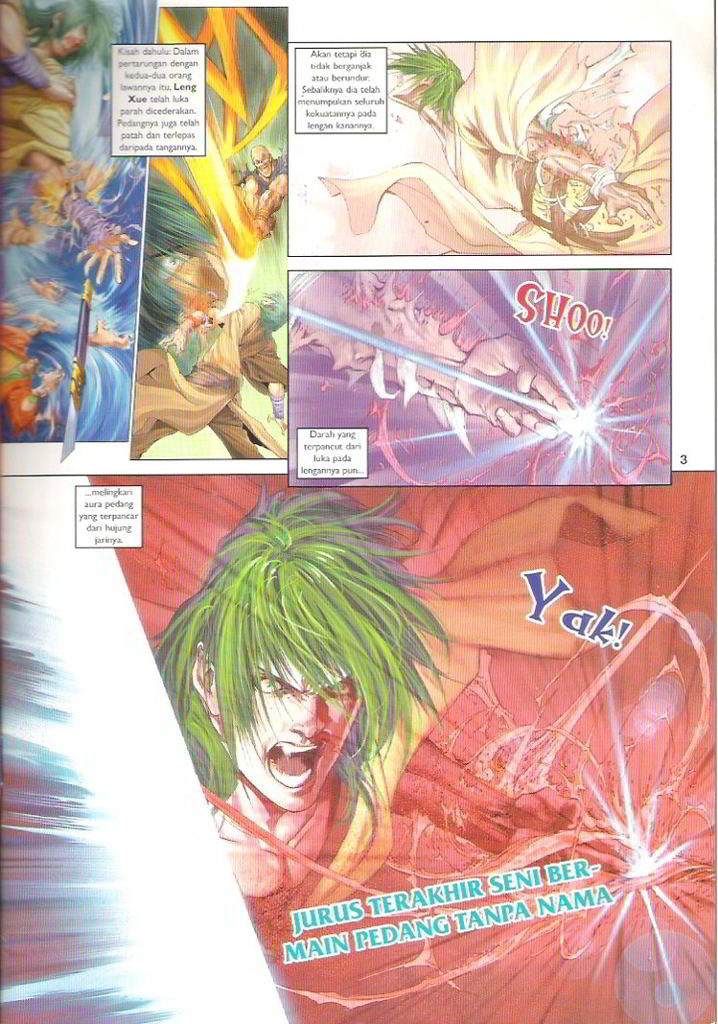 Kisah dahulu: Dalam
pertarungan dengan
kedua-dua orang
lawannya itu, Leng
Xue telah luka
parah dicederakan.
Pedangnya juga telah
patah dan terlepas
daripada tangannya.
Akan tetapi dia
tidak berganjak
atau berundur.
Sebaliknya dia telah
menumpukan seluruh
kekuatannya pada
lengan kanannya.
SHOO!
Darah yang
terpancut dari
luka pada
lengannya pun...
3
...melingkari
aura pedang
yang terpancar
dari hujung
jarinya.
Yak!
JURUS TERAKHIR SENI BER-
MAIN PEDANG TANPA NAMA